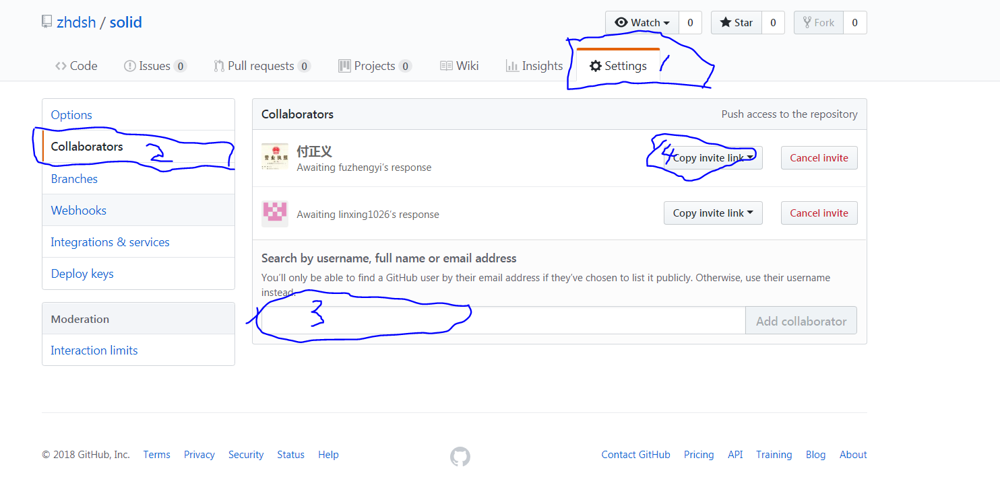 zhdsh / solid
Watch 0 Star 0 Fork 0
Code Issues 0 Pull requests 0 Projects 0 Wiki Insights Settings 1
Options
Collaborators 2
Branches
Webhooks
Integrations & services
Deploy keys
Moderation
Interaction limits
Collaborators Push access to the repository
付正义
Awaiting fuzhengyi's response
4 Copy invite link Cancel invite
营业执照
Awaiting linxing1026's response Copy invite link Cancel invite
Search by username, full name or email address
You'll only be able to find a GitHub user by their email address if they've chosen to list it publicly. Otherwise, use their username
instead.
3
Add collaborator
© 2018 GitHub, Inc. Terms Privacy Security Status Help Contact GitHub Pricing API Training Blog About